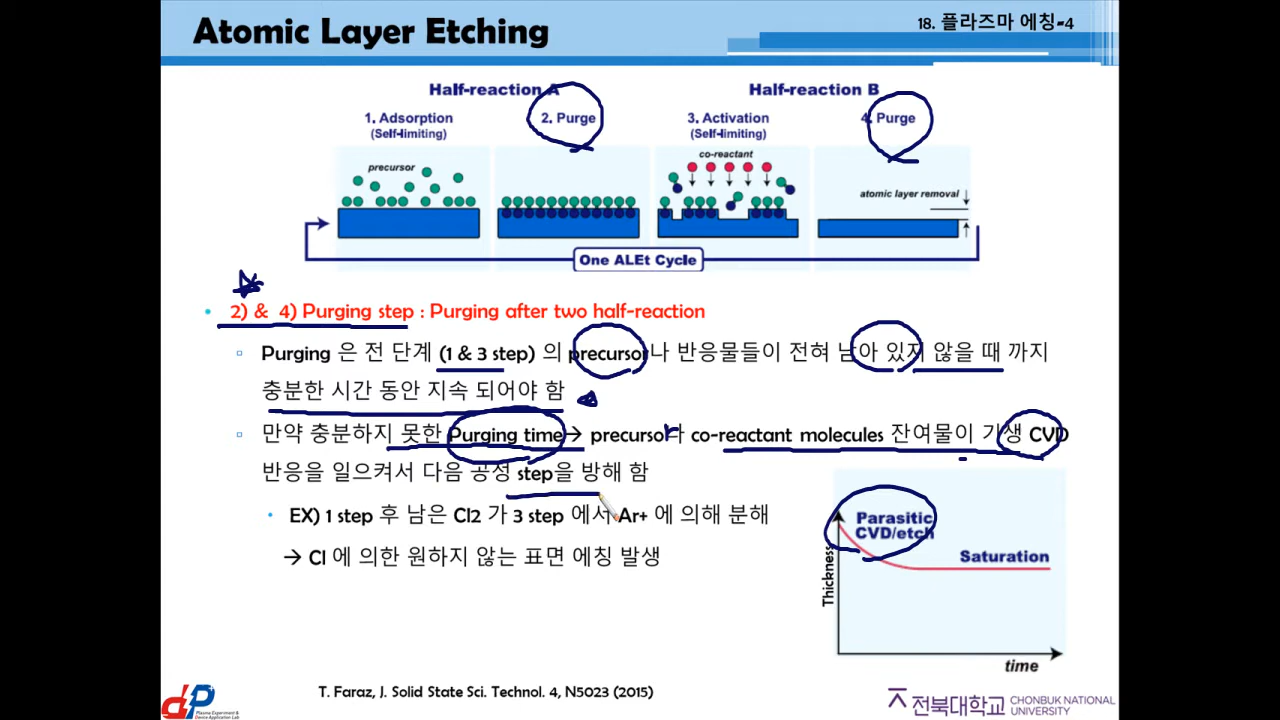 Atomic Layer Etching
18. 플라즈마 에칭-4
Half-reaction A
Half-reaction B
1. Adsorption
(Self-limiting)
2. Purge
3. Activation
(Self-limiting)
4. Purge
precursor
co-reactant
atomic layer removal
One ALEt Cycle
• 2) & 4) Purging step : Purging after two half-reaction
Purging 은 전 단계 (1 & 3 step) 의 precursor나 반응물들이 전혀 남아 있지 않을 때 까지
충분한 시간 동안 지속 되어야 함
만약 충분하지 못한 Purging time→ precursor나 co-reactant molecules 잔여물이 기생 CVD
반응을 일으켜서 다음 공정 step을 방해 함
• EX) 1 step 후 남은 Cl2 가 3 step 에서 Ar+ 에 의해 분해
→ Cl 에 의한 원하지 않는 표면 에칭 발생
Parasitic
CVD/etch
Saturation
Thickness
time
T. Faraz, J. Solid State Sci. Technol. 4, N5023 (2015)
dP
Plasma Experiment &
Device Application Lab
전북대학교 CHONBUK NATIONAL
UNIVERSITY